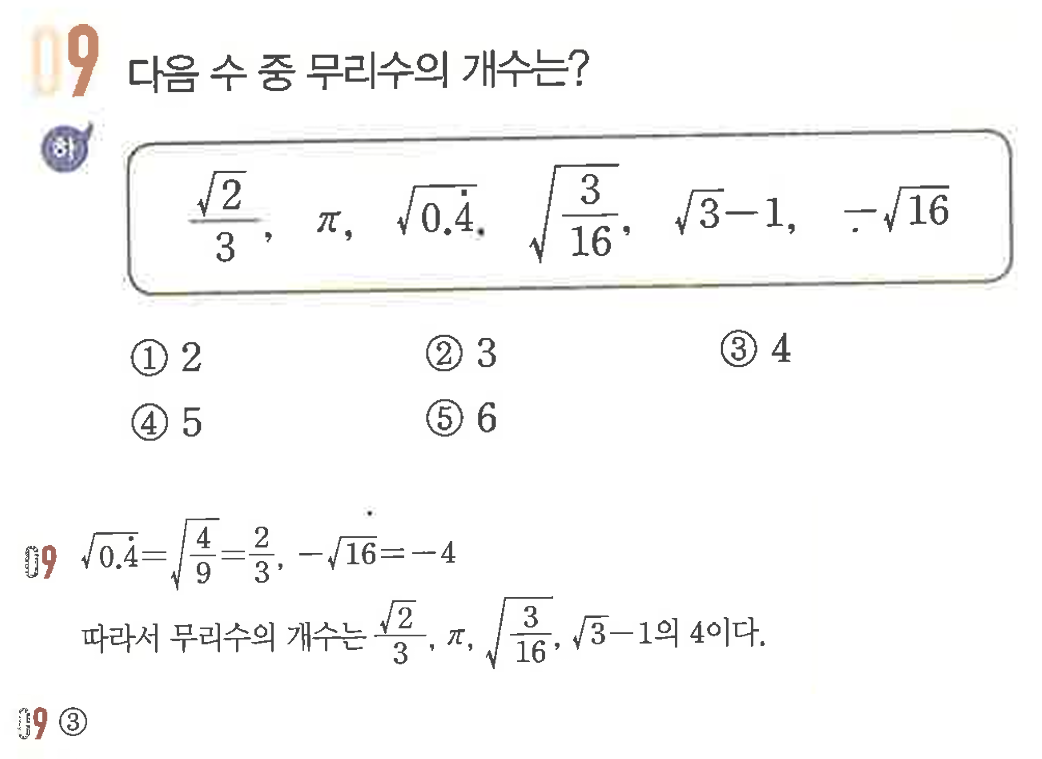 09 다음 수 중 무리수의 개수는?
하
√2/3, π, √0.4̇, √(3/16), √3−1, −√16
① 2 ② 3 ③ 4
④ 5 ⑤ 6
09 √0.4̇=√(4/9)=2/3, −√16=−4
따라서 무리수의 개수는 √2/3, π, √(3/16), √3−1의 4이다.
09 ③